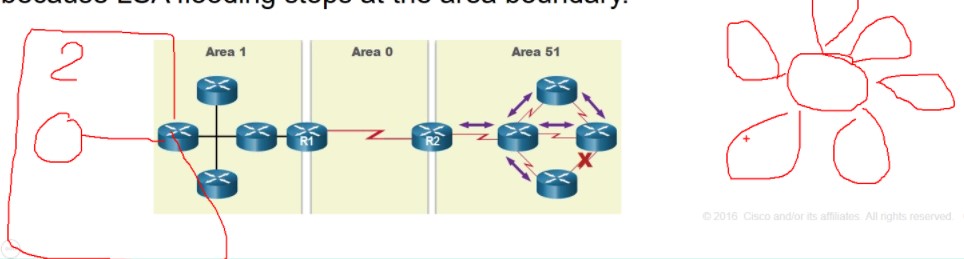 because LSA flooding stops at the area boundary.
2
Area 1
Area 0
Area 51
R1
R2
X
© 2016 Cisco and/or its affiliates. All rights reserved.